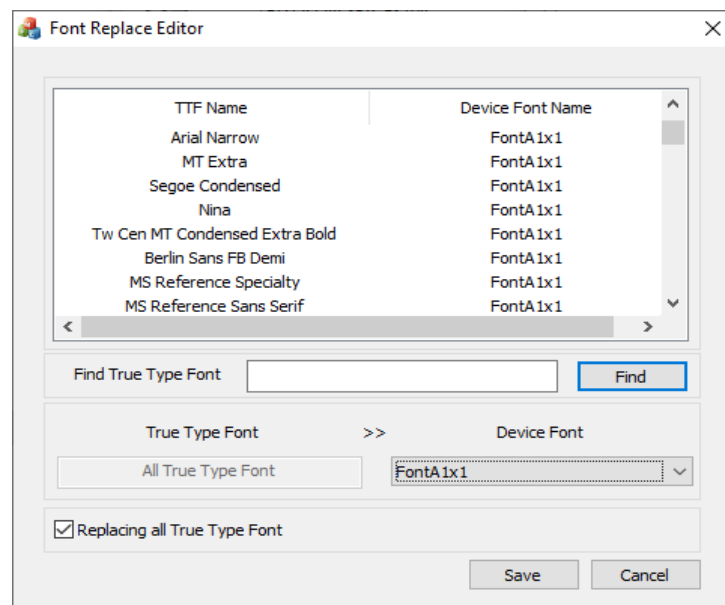 Font Replace Editor
TTF Name Device Font Name
Arial Narrow FontA1x1
MT Extra FontA1x1
Segoe Condensed FontA1x1
Nina FontA1x1
Tw Cen MT Condensed Extra Bold FontA1x1
Berlin Sans FB Demi FontA1x1
MS Reference Specialty FontA1x1
MS Reference Sans Serif FontA1x1
Find True Type Font Find
True Type Font >> Device Font
All True Type Font FontA1x1
Replacing all True Type Font
Save Cancel